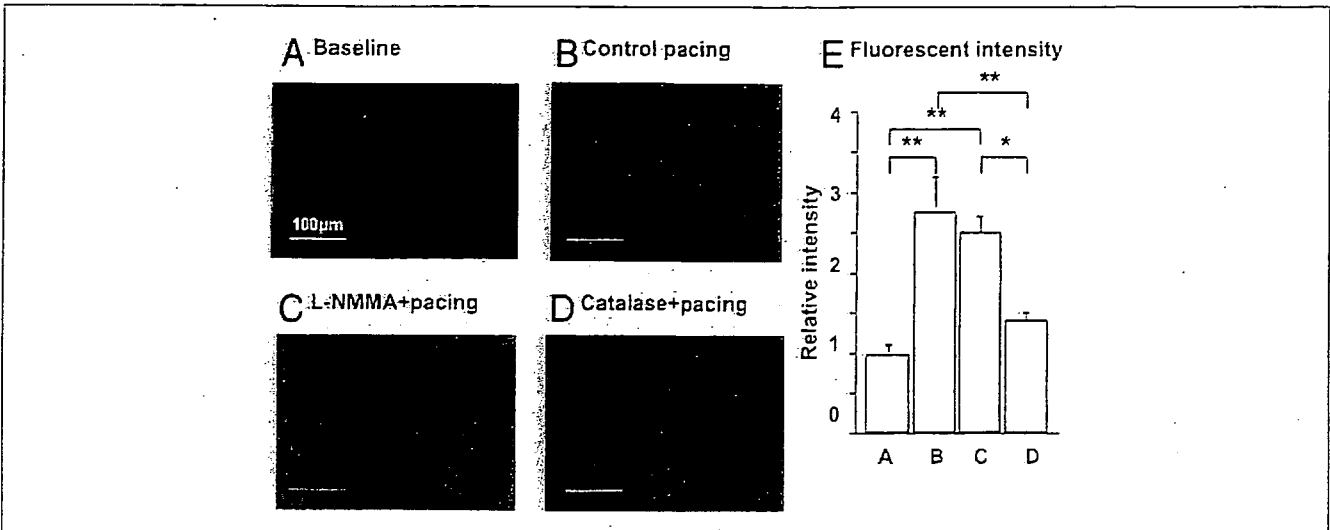 A Baseline
B Control pacing
100µm
C L-NMMA+pacing
D Catalase+pacing
E Fluorescent intensity
**
**
**
*
Relative intensity
4
3
2
1
0
A B C D